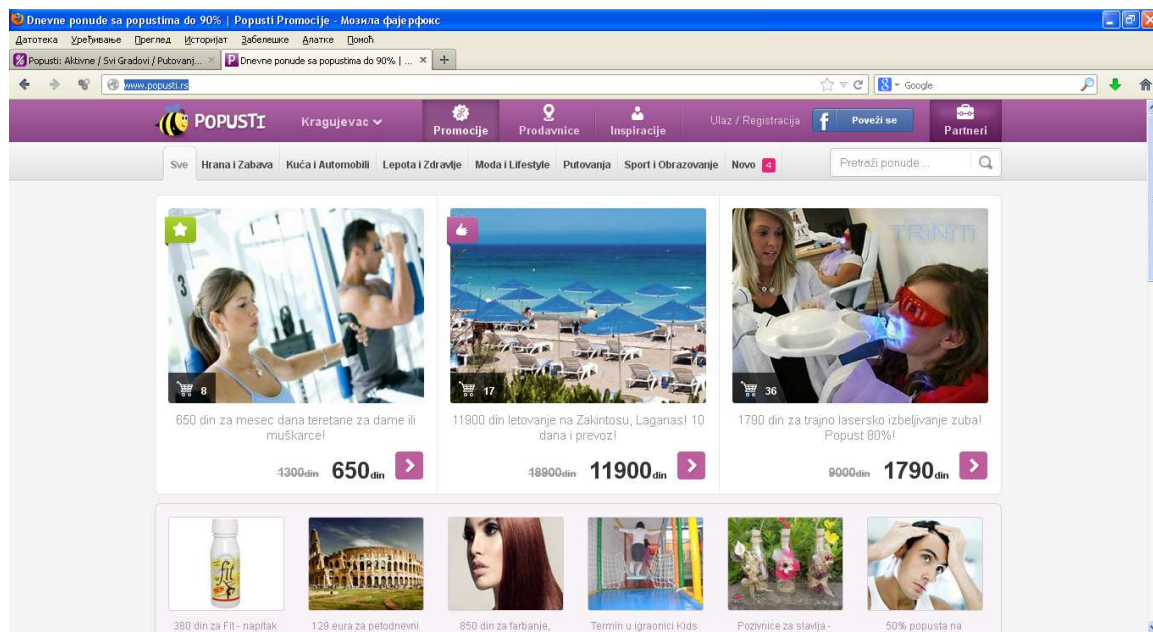 Dnevne ponude sa popustima do 90% | Popusti Promocije - Мозила фајерфокс
Датотека Уређивање Преглед Историјат Забелешке Алатке Помоћ
Popusti: Aktivne / Svi Gradovi / Putovanj... × P Dnevne ponude sa popustima do 90% | ... × +
www.popusti.rs 8 Google
POPUSTI Kragujevac Promocije Prodavnice Inspiracije Ulaz / Registracija f Poveži se Partneri
Sve Hrana i Zabava Kuća i Automobili Lepota i Zdravlje Moda i Lifestyle Putovanja Sport i Obrazovanje Novo 4 Pretraži ponude ...
TRiNiTi
3
8 17 36
650 din za mesec dana teretane za dame ili
muškarce!
1300din 650din
11900 din letovanje na Zakintosu, Laganas! 10
dana i prevoz!
18900din 11900din
1790 din za trajno lasersko izbeljivanje zuba!
Popust 80%!
9000din 1790din
fit
380 din za Fit - napitak
129 eura za petodnevni
850 din za farbanje,
Termin u igraonici Kids
Pozivnice za slavlja -
50% popusta na